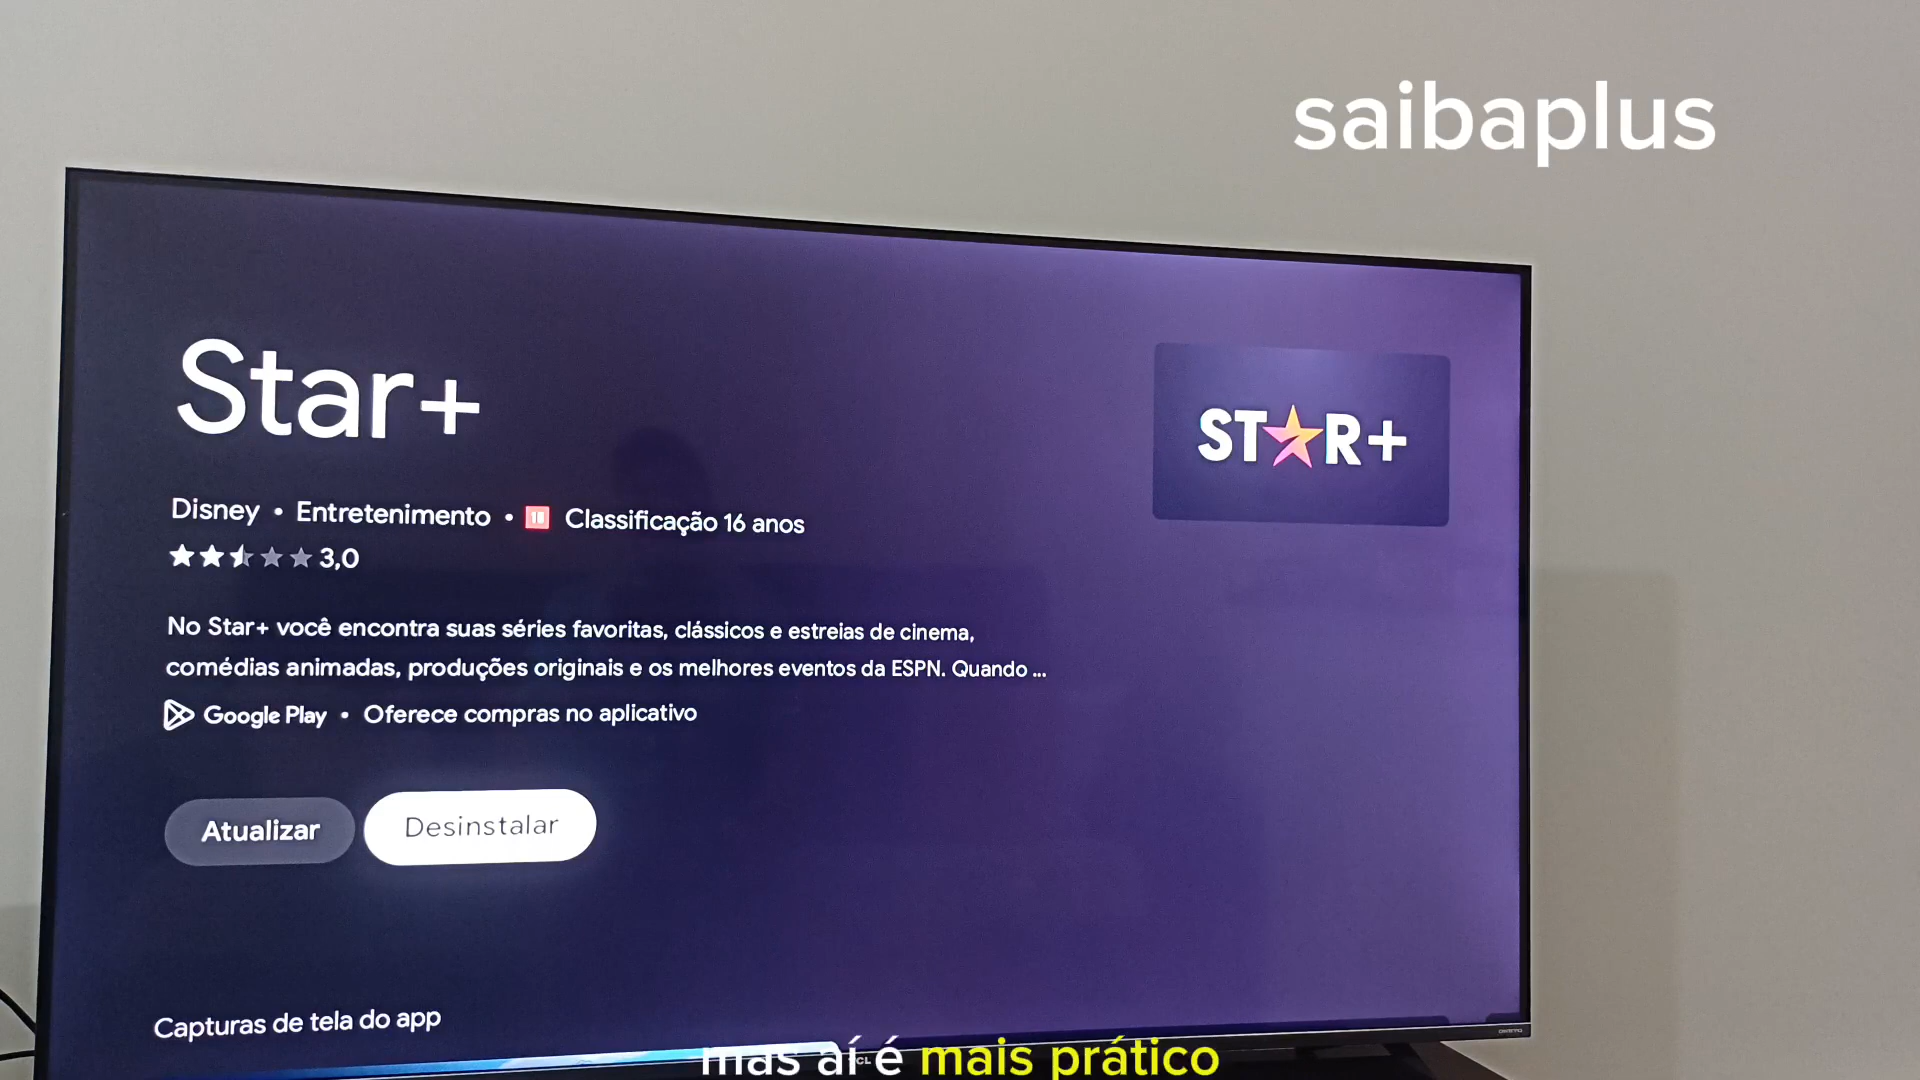 saibaplus
Star+
ST★R+
Disney • Entretenimento • 16 Classificação 16 anos
3,0
No Star+ você encontra suas séries favoritas, clássicos e estreias de cinema,
comédias animadas, produções originais e os melhores eventos da ESPN. Quando ...
Google Play • Oferece compras no aplicativo
Atualizar Desinstalar
Capturas de tela do app
mas aí é mais prático